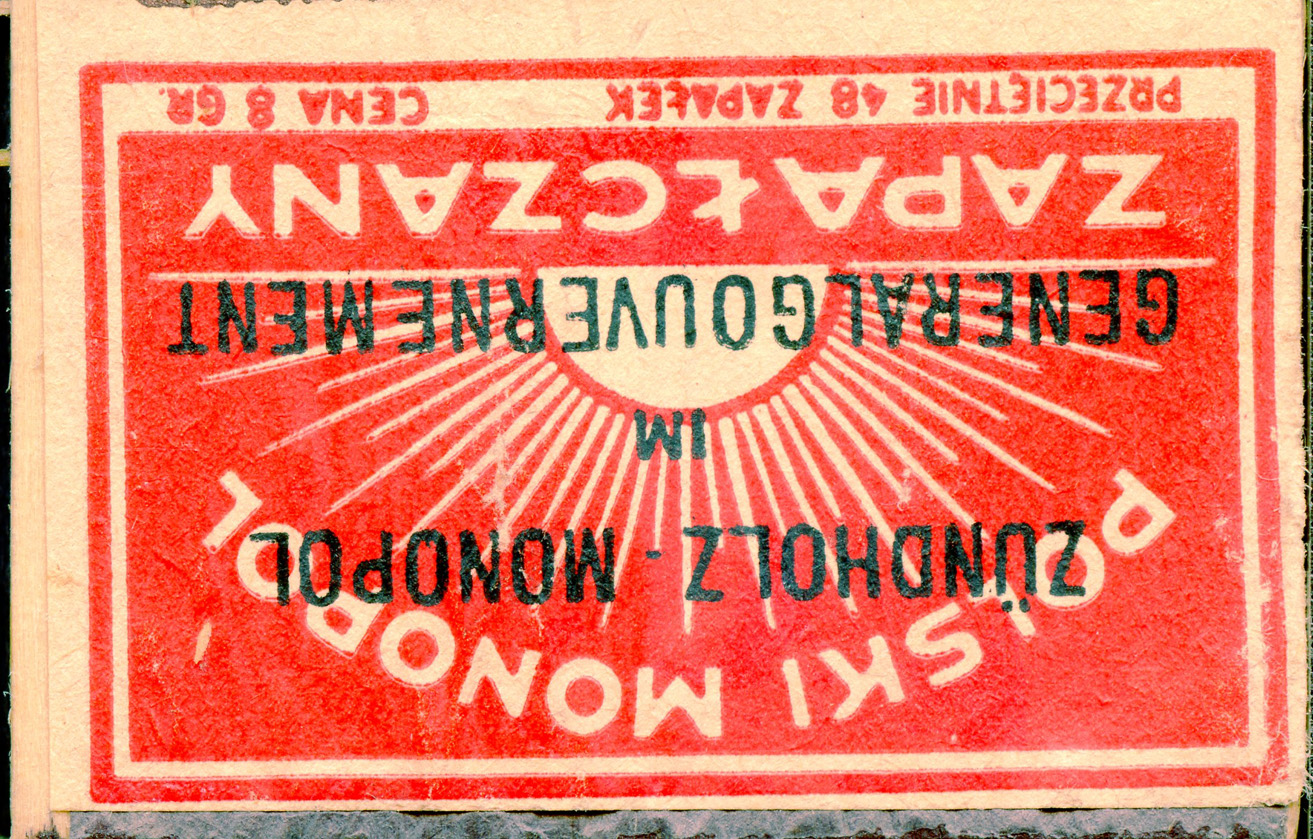 POLSKI MONOPOL
ZÜNDHOLZ - MONOPOL
IM
GENERALGOUVERNEMENT
ZAPAŁCZANY
PRZECIĘTNIE 48 ZAPAŁEK CENA 8 GR.